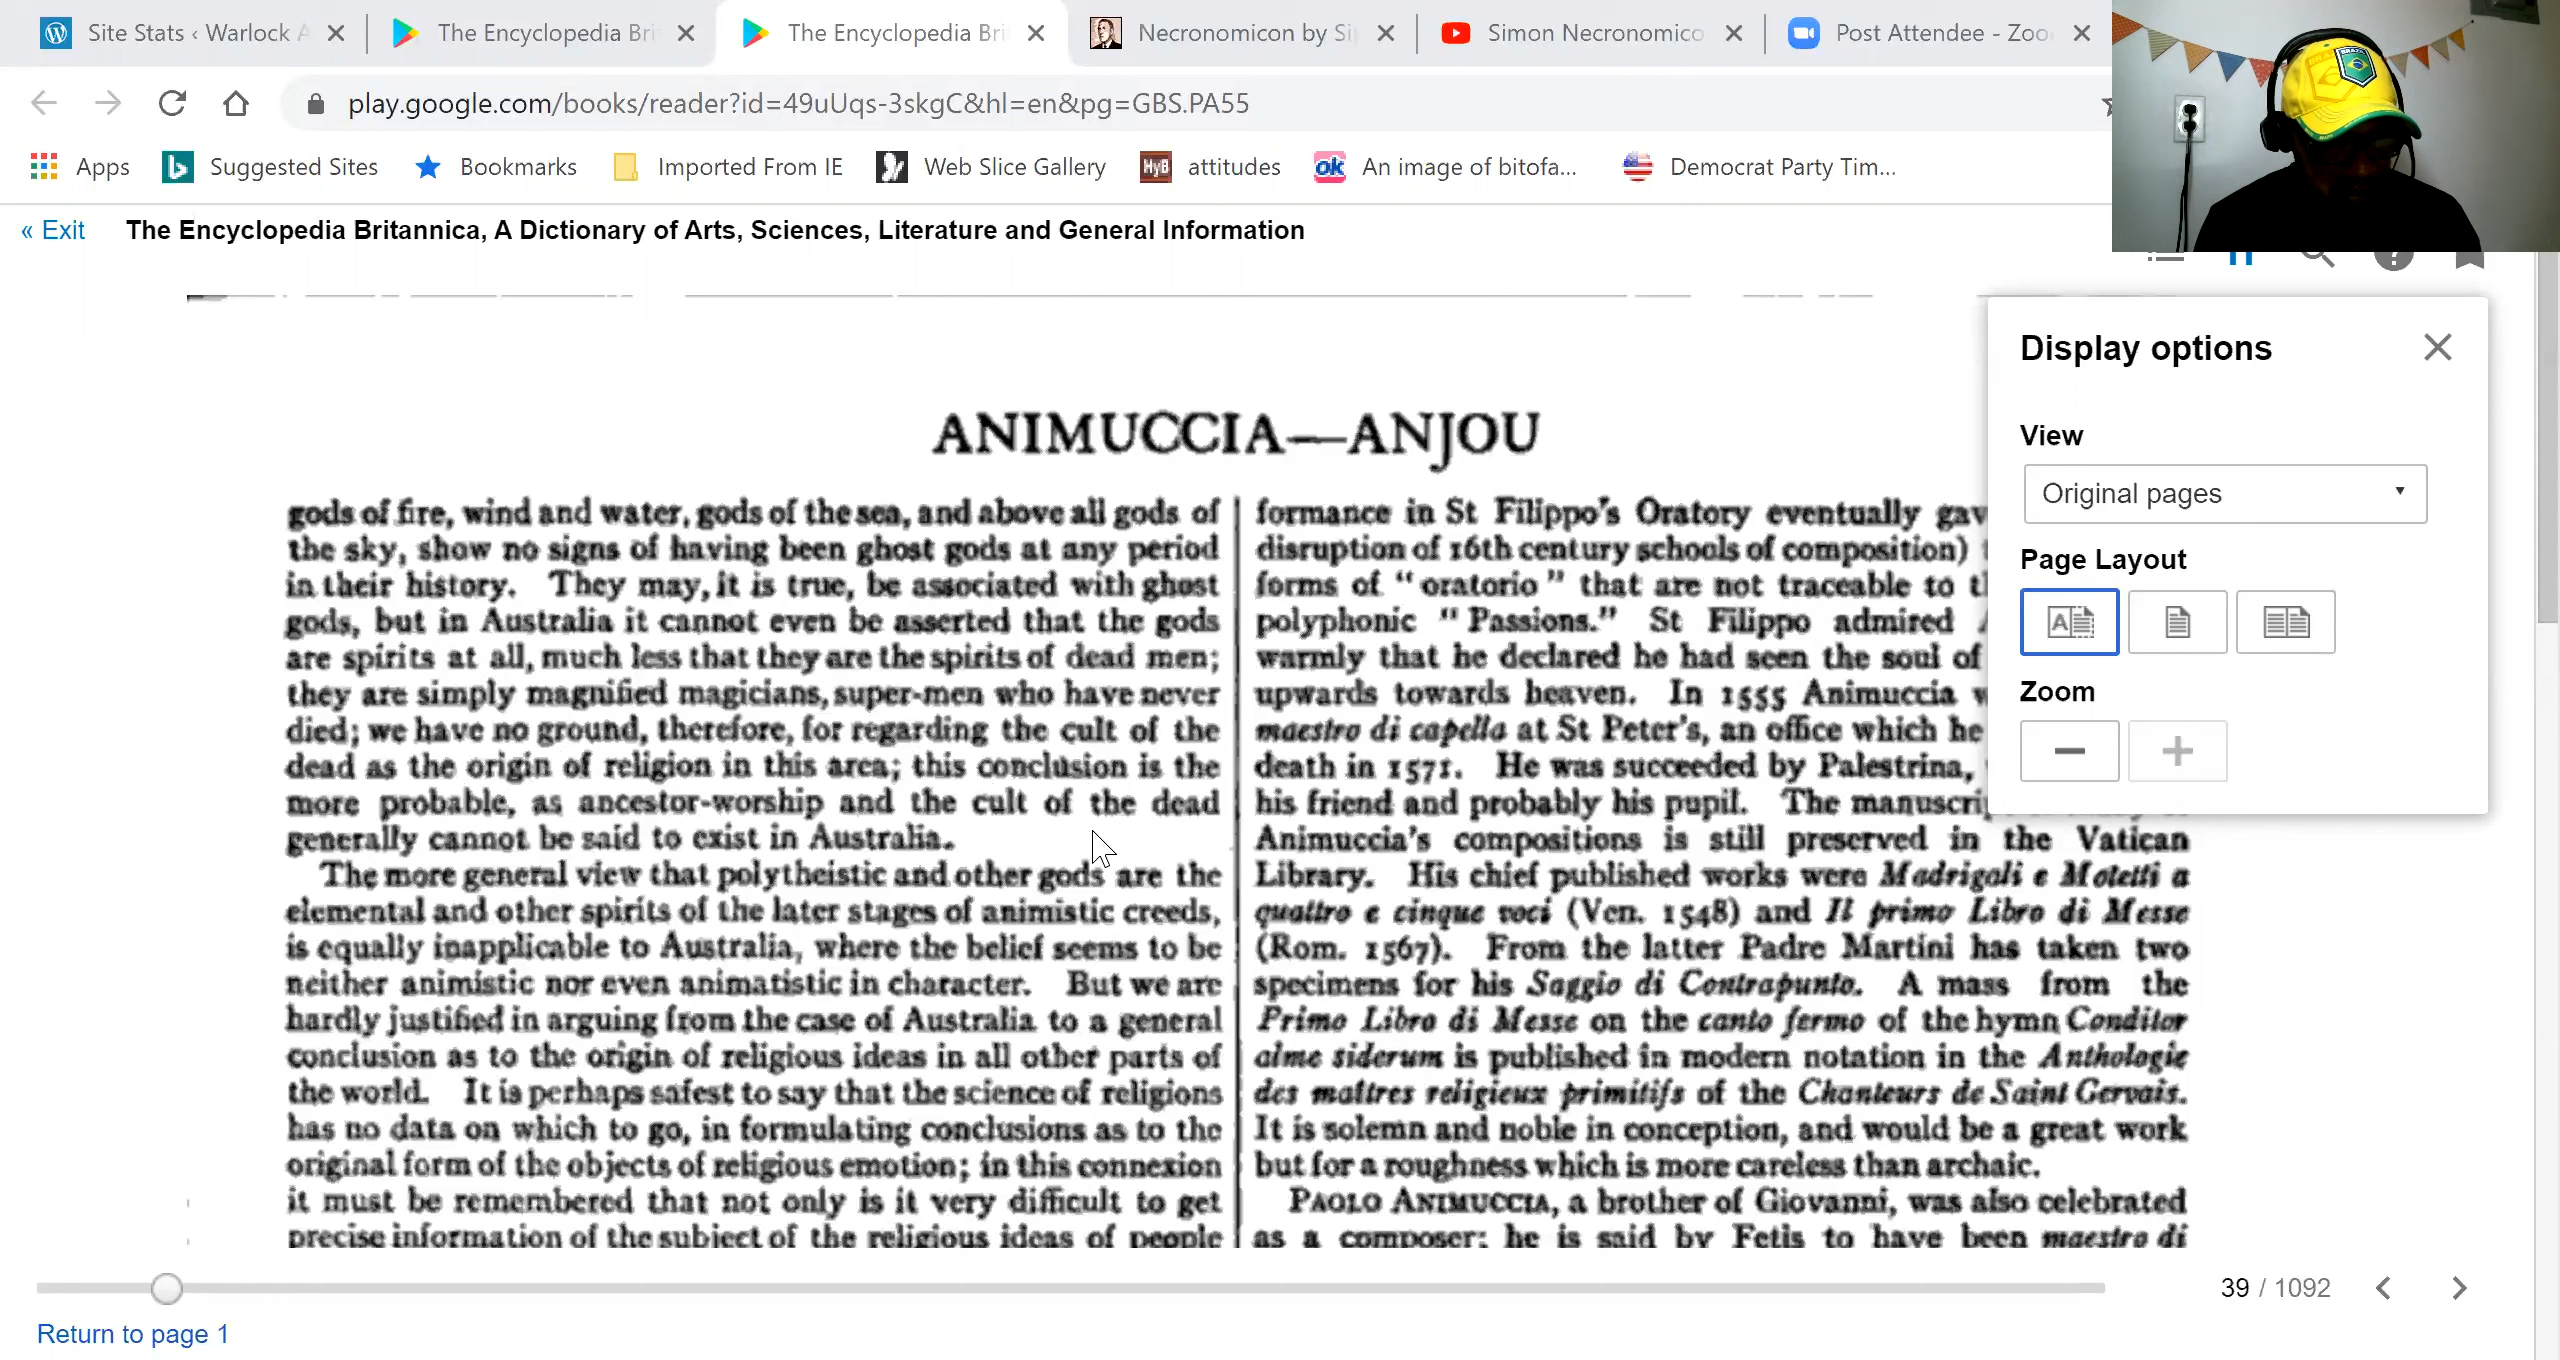 Site Stats ‹ Warlock A
The Encyclopedia Bri
The Encyclopedia Bri
Necronomicon by Si
Simon Necronomico
Post Attendee - Zoo
play.google.com/books/reader?id=49uUqs-3skgC&hl=en&pg=GBS.PA55
Apps
Suggested Sites
Bookmarks
Imported From IE
Web Slice Gallery
HyB
attitudes
ok
An image of bitofa...
Democrat Party Tim...
BRAZIL
« Exit
The Encyclopedia Britannica, A Dictionary of Arts, Sciences, Literature and General Information
ANIMUCCIA—ANJOU
gods of fire, wind and water, gods of the sea, and above all gods of
the sky, show no signs of having been ghost gods at any period
in their history. They may, it is true, be associated with ghost
gods, but in Australia it cannot even be asserted that the gods
are spirits at all, much less that they are the spirits of dead men;
they are simply magnified magicians, super-men who have never
died; we have no ground, therefore, for regarding the cult of the
dead as the origin of religion in this area; this conclusion is the
more probable, as ancestor-worship and the cult of the dead
generally cannot be said to exist in Australia.
The more general view that polytheistic and other gods are the
elemental and other spirits of the later stages of animistic creeds,
is equally inapplicable to Australia, where the belief seems to be
neither animistic nor even animatistic in character. But we are
hardly justified in arguing from the case of Australia to a general
conclusion as to the origin of religious ideas in all other parts of
the world. It is perhaps safest to say that the science of religions
has no data on which to go, in formulating conclusions as to the
original form of the objects of religious emotion; in this connexion
it must be remembered that not only is it very difficult to get
precise information of the subject of the religious ideas of people
formance in St Filippo's Oratory eventually gav
disruption of 16th century schools of composition)
forms of "oratorio" that are not traceable to
polyphonic "Passions." St Filippo admired
warmly that he declared he had seen the soul of
upwards towards heaven. In 1555 Animuccia
maestro di capella at St Peter's, an office which he
death in 1571. He was succeeded by Palestrina,
his friend and probably his pupil. The manuscri
Animuccia's compositions is still preserved in the Vatican
Library. His chief published works were Madrigali e Motetti a
quattro e cinque voci (Ven. 1548) and Il primo Libro di Messe
(Rom. 1567). From the latter Padre Martini has taken two
specimens for his Saggio di Contrapunto. A mass from the
Primo Libro di Messe on the canto fermo of the hymn Conditor
alme siderum is published in modern notation in the Anthologie
des maîtres religieux primitifs of the Chanteurs de Saint Gervais.
It is solemn and noble in conception, and would be a great work
but for a roughness which is more careless than archaic.
PAOLO ANIMUCCIA, a brother of Giovanni, was also celebrated
as a composer; he is said by Fetis to have been maestro di
Display options
View
Original pages
Page Layout
A
Zoom
39 / 1092
Return to page 1